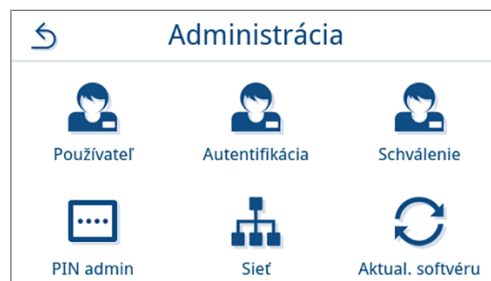 Administrácia
Používateľ Autentifikácia Schválenie
PIN admin Sieť Aktual. softvéru